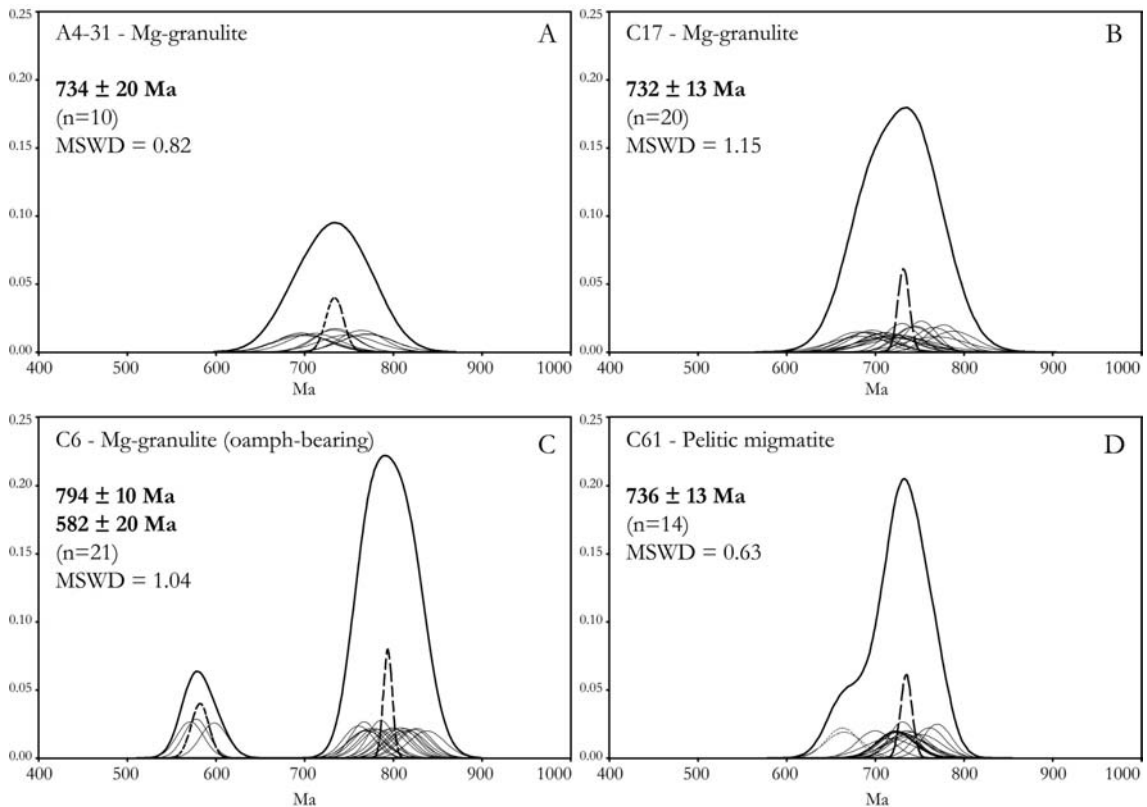 A4-31 - Mg-granulite
A
734 ± 20 Ma
(n=10)
MSWD = 0.82
0.25
0.20
0.15
0.10
0.05
0.00
400 500 600 700 800 900 1000
Ma
C17 - Mg-granulite
B
732 ± 13 Ma
(n=20)
MSWD = 1.15
0.25
0.20
0.15
0.10
0.05
0.00
400 500 600 700 800 900 1000
Ma
C6 - Mg-granulite (oamph-bearing)
C
794 ± 10 Ma
582 ± 20 Ma
(n=21)
MSWD = 1.04
0.25
0.20
0.15
0.10
0.05
0.00
400 500 600 700 800 900 1000
Ma
C61 - Pelitic migmatite
D
736 ± 13 Ma
(n=14)
MSWD = 0.63
0.25
0.20
0.15
0.10
0.05
0.00
400 500 600 700 800 900 1000
Ma